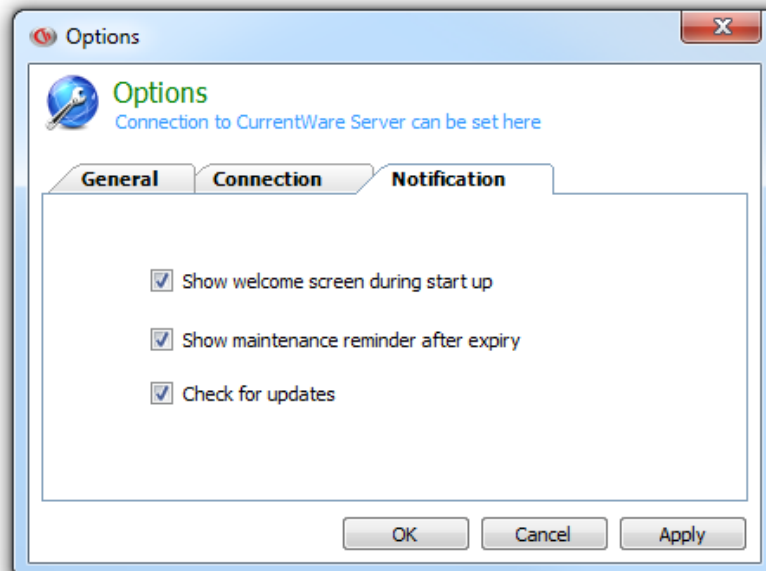 Options
Options
Connection to CurrentWare Server can be set here
General Connection Notification
Show welcome screen during start up
Show maintenance reminder after expiry
Check for updates
OK Cancel Apply